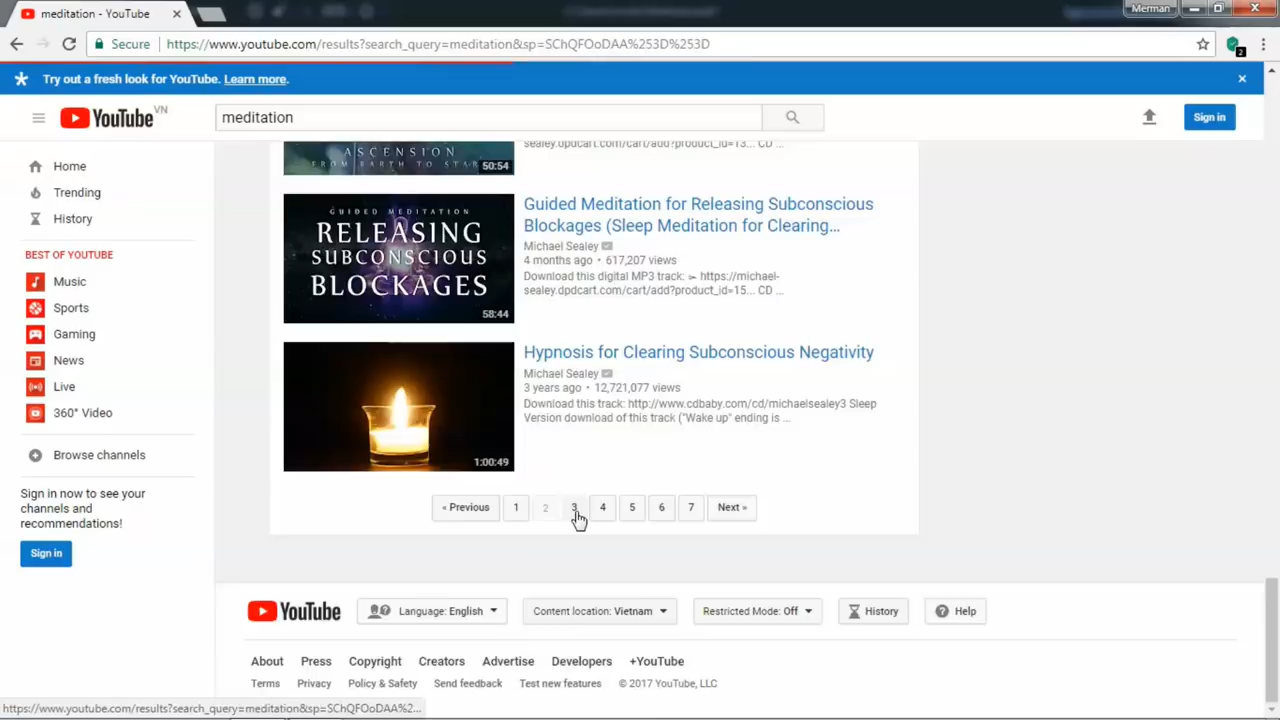 meditation - YouTube
Merman
Secure
https://www.youtube.com/results?search_query=meditation&sp=SChQFOoDAA%253D%253D
2
Try out a fresh look for YouTube. Learn more.
YouTube VN
meditation
Sign in
Home
Trending
History
BEST OF YOUTUBE
Music
Sports
Gaming
News
Live
360° Video
Browse channels
Sign in now to see your
channels and
recommendations!
Sign in
ASCENSION
FROM EARTH TO STAR
50:54
sealey.dpdcart.com/cart/add?product_id=13... CD ...
GUIDED MEDITATION
RELEASING
SUBCONSCIOUS
BLOCKAGES
58:44
Guided Meditation for Releasing Subconscious
Blockages (Sleep Meditation for Clearing...
Michael Sealey
4 months ago • 617,207 views
Download this digital MP3 track: ➳ https://michael-
sealey.dpdcart.com/cart/add?product_id=15... CD ...
1:00:49
Hypnosis for Clearing Subconscious Negativity
Michael Sealey
3 years ago • 12,721,077 views
Download this track: http://www.cdbaby.com/cd/michaelsealey3 Sleep
Version download of this track ("Wake up" ending is ...
« Previous 1 2 3 4 5 6 7 Next »
YouTube
Language: English
Content location: Vietnam
Restricted Mode: Off
History
Help
About Press Copyright Creators Advertise Developers +YouTube
Terms Privacy Policy & Safety Send feedback Test new features © 2017 YouTube, LLC
https://www.youtube.com/results?search_query=meditation&sp=SChQFOoDAA%2...